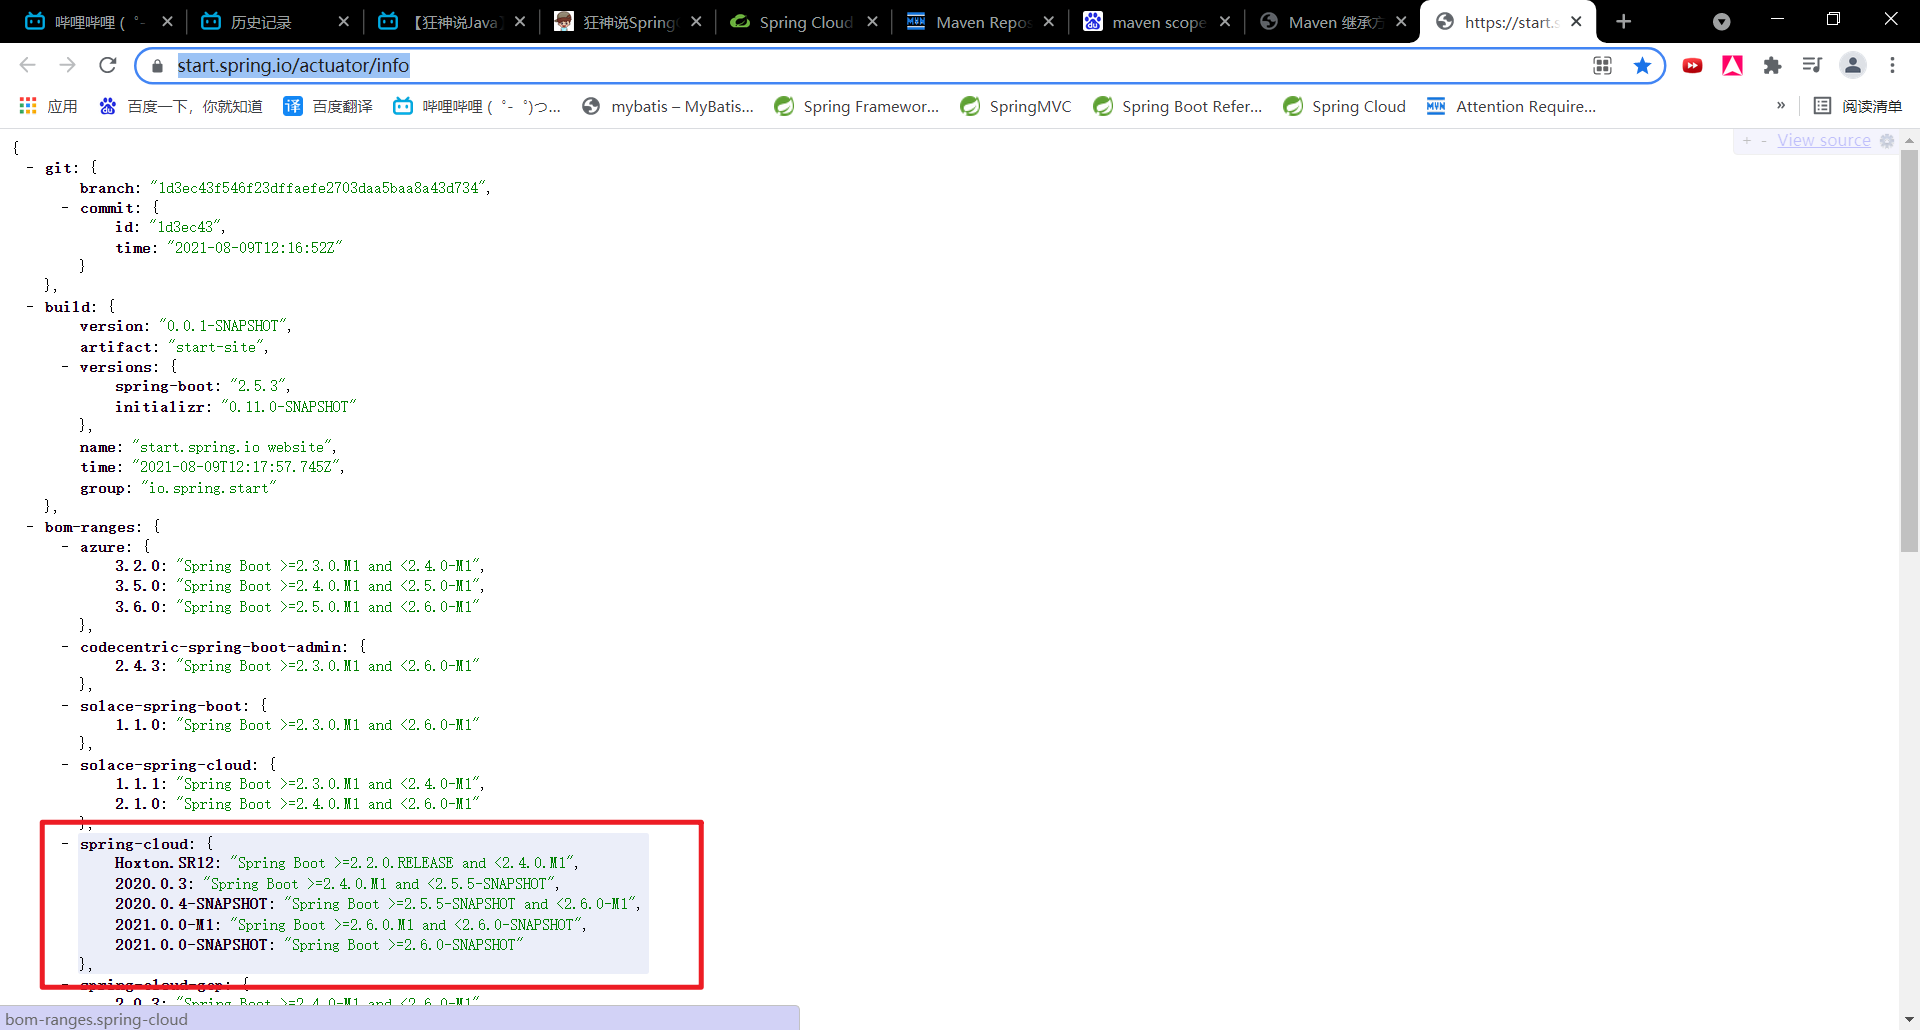 哔哩哔哩 (゜-
历史记录
【狂神说Java】
狂神说Spring
Spring Cloud
Maven Repos
maven scope
Maven 继承方
https://start.s
start.spring.io/actuator/info
应用
百度一下，你就知道
译 百度翻译
哔哩哔哩 (゜-゜)つ...
mybatis – MyBatis...
Spring Framewor...
SpringMVC
Spring Boot Refer...
Spring Cloud
MVN Attention Require...
»
阅读清单
+ - View source
{
- git: {
branch: "1d3ec43f546f23dffaefe2703daa5baa8a43d734",
- commit: {
id: "1d3ec43",
time: "2021-08-09T12:16:52Z"
}
},
- build: {
version: "0.0.1-SNAPSHOT",
artifact: "start-site",
- versions: {
spring-boot: "2.5.3",
initializr: "0.11.0-SNAPSHOT"
},
name: "start.spring.io website",
time: "2021-08-09T12:17:57.745Z",
group: "io.spring.start"
},
- bom-ranges: {
- azure: {
3.2.0: "Spring Boot >=2.3.0.M1 and <2.4.0-M1",
3.5.0: "Spring Boot >=2.4.0.M1 and <2.5.0-M1",
3.6.0: "Spring Boot >=2.5.0.M1 and <2.6.0-M1"
},
- codecentric-spring-boot-admin: {
2.4.3: "Spring Boot >=2.3.0.M1 and <2.6.0-M1"
},
- solace-spring-boot: {
1.1.0: "Spring Boot >=2.3.0.M1 and <2.6.0-M1"
},
- solace-spring-cloud: {
1.1.1: "Spring Boot >=2.3.0.M1 and <2.4.0-M1",
2.1.0: "Spring Boot >=2.4.0.M1 and <2.6.0-M1"
},
- spring-cloud: {
Hoxton.SR12: "Spring Boot >=2.2.0.RELEASE and <2.4.0.M1",
2020.0.3: "Spring Boot >=2.4.0.M1 and <2.5.5-SNAPSHOT",
2020.0.4-SNAPSHOT: "Spring Boot >=2.5.5-SNAPSHOT and <2.6.0-M1",
2021.0.0-M1: "Spring Boot >=2.6.0.M1 and <2.6.0-SNAPSHOT",
2021.0.0-SNAPSHOT: "Spring Boot >=2.6.0-SNAPSHOT"
},
- spring-cloud-gcp: {
2.0.3: "Spring Boot >=2.4.0-M1 and <2.6.0-M1"
bom-ranges.spring-cloud